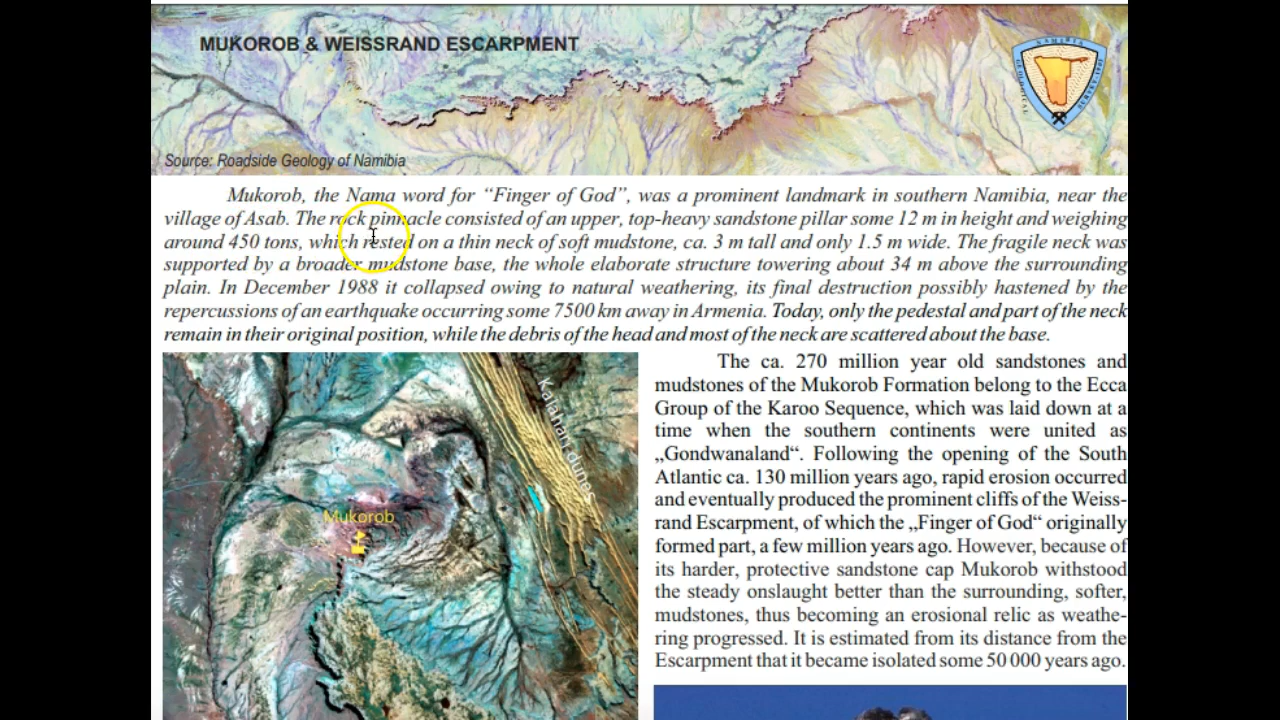 MUKOROB & WEISSRAND ESCARPMENT
NAMIBIA
GEOLOGICAL
SURVEY
Source: Roadside Geology of Namibia
Mukorob, the Nama word for “Finger of God”, was a prominent landmark in southern Namibia, near the
village of Asab. The rock pinnacle consisted of an upper, top-heavy sandstone pillar some 12 m in height and weighing
around 450 tons, which rested on a thin neck of soft mudstone, ca. 3 m tall and only 1.5 m wide. The fragile neck was
supported by a broader mudstone base, the whole elaborate structure towering about 34 m above the surrounding
plain. In December 1988 it collapsed owing to natural weathering, its final destruction possibly hastened by the
repercussions of an earthquake occurring some 7500 km away in Armenia. Today, only the pedestal and part of the neck
remain in their original position, while the debris of the head and most of the neck are scattered about the base.
Kalahari dunes
Mukorob
The ca. 270 million year old sandstones and
mudstones of the Mukorob Formation belong to the Ecca
Group of the Karoo Sequence, which was laid down at a
time when the southern continents were united as
„Gondwanaland“. Following the opening of the South
Atlantic ca. 130 million years ago, rapid erosion occurred
and eventually produced the prominent cliffs of the Weiss-
rand Escarpment, of which the „Finger of God“ originally
formed part, a few million years ago. However, because of
its harder, protective sandstone cap Mukorob withstood
the steady onslaught better than the surrounding, softer,
mudstones, thus becoming an erosional relic as weathe-
ring progressed. It is estimated from its distance from the
Escarpment that it became isolated some 50 000 years ago.